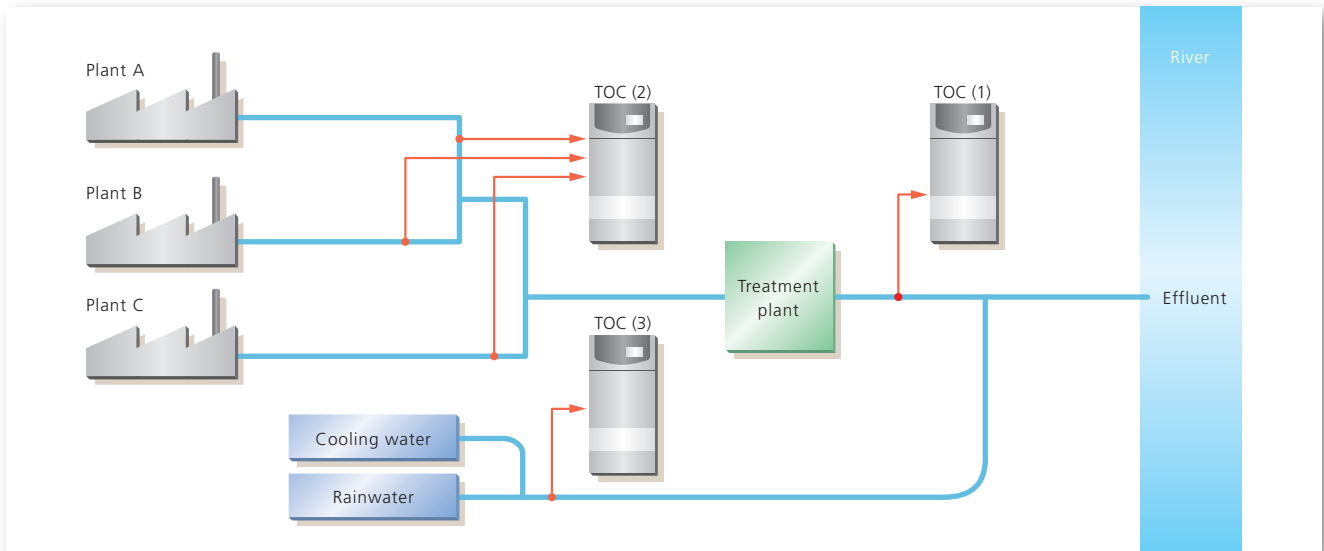 Plant A
TOC (2)
TOC (1)
River
Plant B
Plant C
Treatment
plant
Effluent
TOC (3)
Cooling water
Rainwater